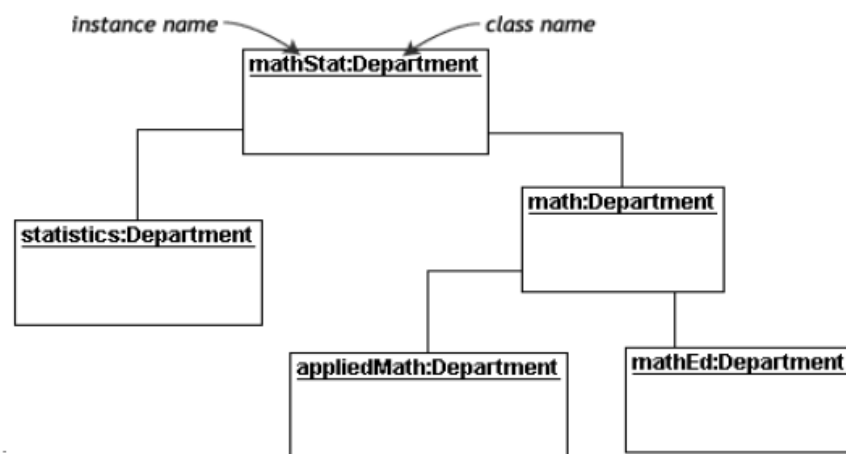 instance name
class name
mathStat:Department
math:Department
statistics:Department
appliedMath:Department
mathEd:Department